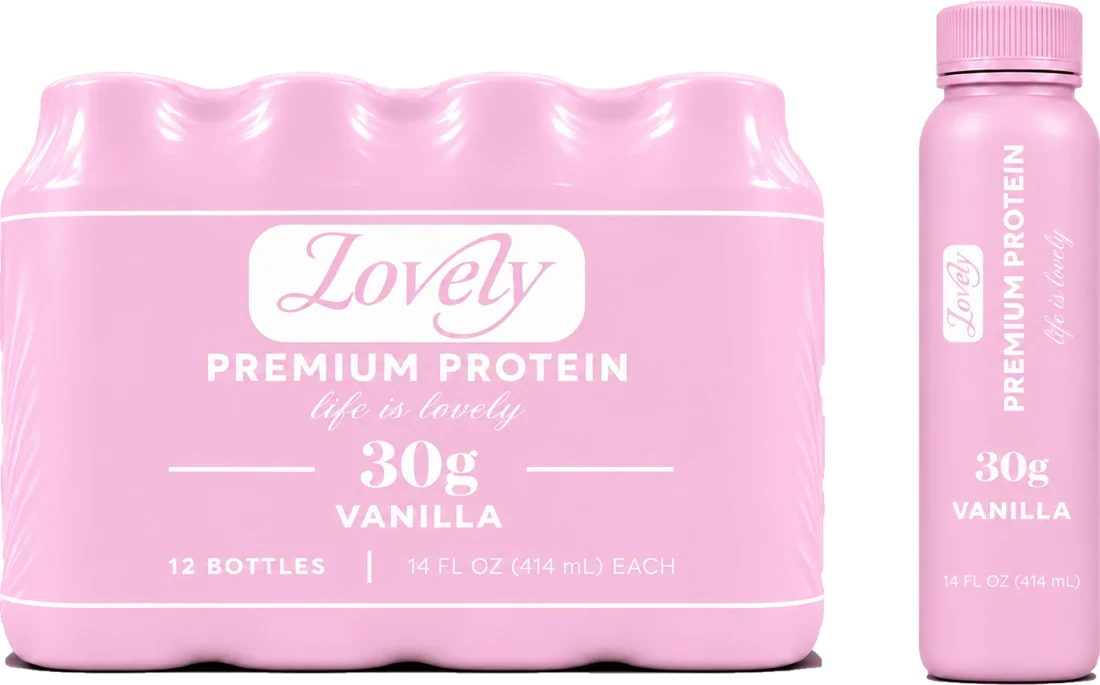 Lovely
PREMIUM PROTEIN
life is lovely
30g
VANILLA
12 BOTTLES | 14 FL OZ (414 mL) EACH
Lovely
PREMIUM PROTEIN
life is lovely
30g
VANILLA
14 FL OZ (414 mL)